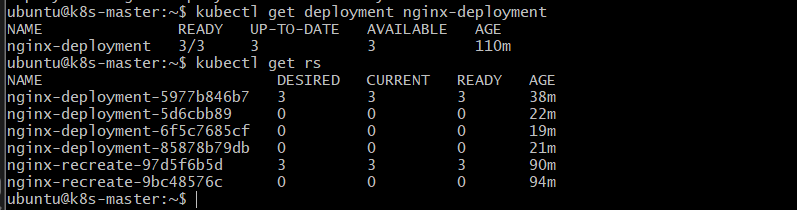 ubuntu@k8s-master:~$ kubectl get deployment nginx-deployment
NAME READY UP-TO-DATE AVAILABLE AGE
nginx-deployment 3/3 3 3 110m
ubuntu@k8s-master:~$ kubectl get rs
NAME DESIRED CURRENT READY AGE
nginx-deployment-5977b846b7 3 3 3 38m
nginx-deployment-5d6cbb89 0 0 0 22m
nginx-deployment-6f5c7685cf 0 0 0 19m
nginx-deployment-85878b79db 0 0 0 21m
nginx-recreate-97d5f6b5d 3 3 3 90m
nginx-recreate-9bc48576c 0 0 0 94m
ubuntu@k8s-master:~$